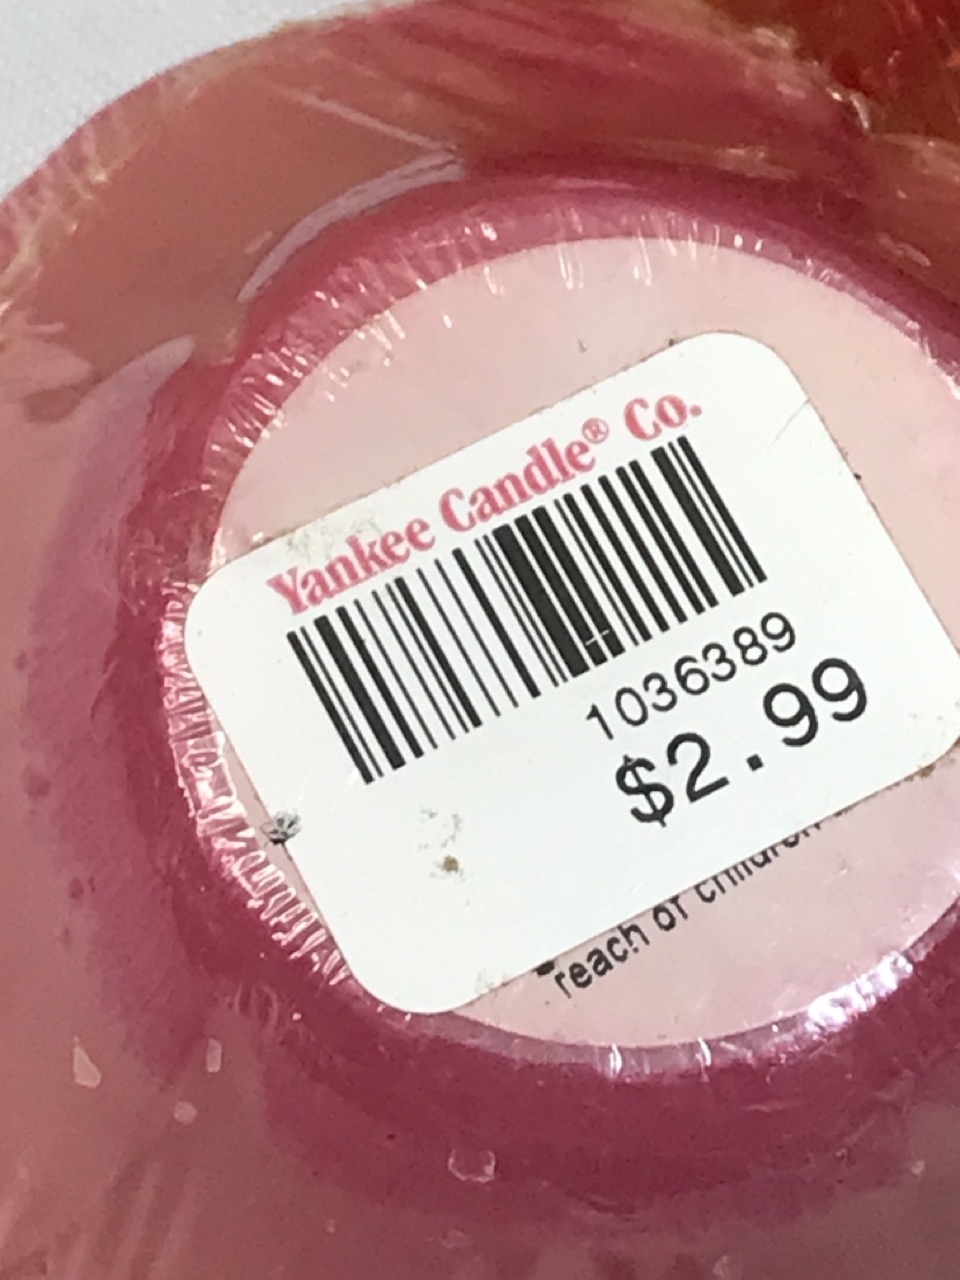 Yankee Candle® Co.
1036389
$2.99
reach of children